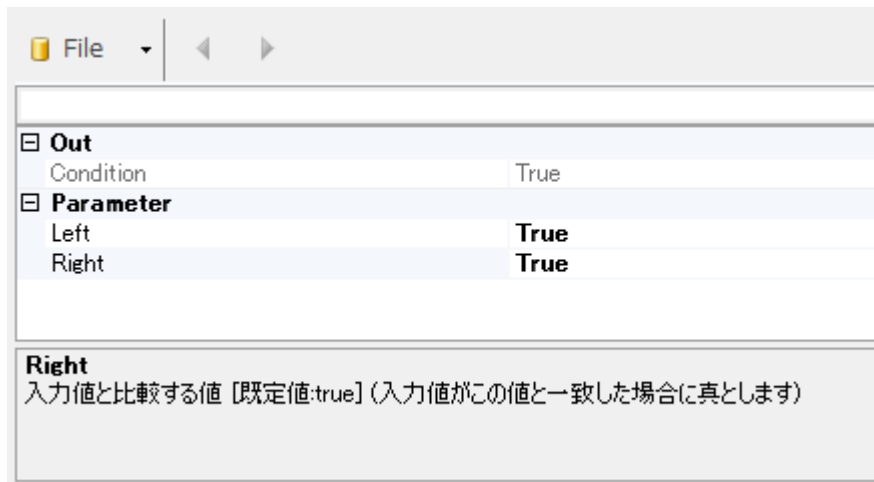 File
Out
Condition True
Parameter
Left True
Right True
Right
入力値と比較する値 [既定値:true] (入力値がこの値と一致した場合に真とします)